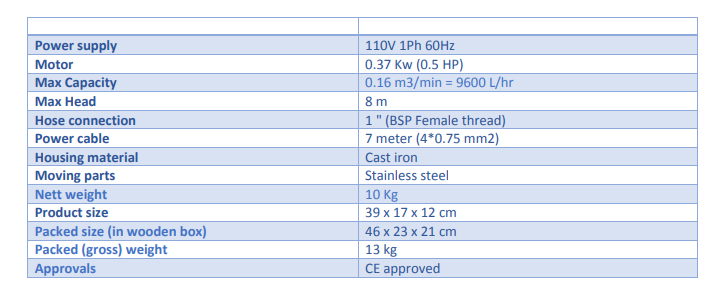 Power supply 110V 1Ph 60Hz
Motor 0.37 Kw (0.5 HP)
Max Capacity 0.16 m3/min = 9600 L/hr
Max Head 8 m
Hose connection 1 " (BSP Female thread)
Power cable 7 meter (4*0.75 mm2)
Housing material Cast iron
Moving parts Stainless steel
Nett weight 10 Kg
Product size 39 x 17 x 12 cm
Packed size (in wooden box) 46 x 23 x 21 cm
Packed (gross) weight 13 kg
Approvals CE approved